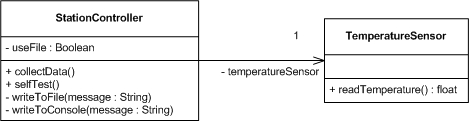 StationController
- useFile : Boolean
+ collectData()
+ selfTest()
- writeToFile(message : String)
- writeToConsole(message : String)
1
- temperatureSensor
TemperatureSensor
+ readTemperature() : float